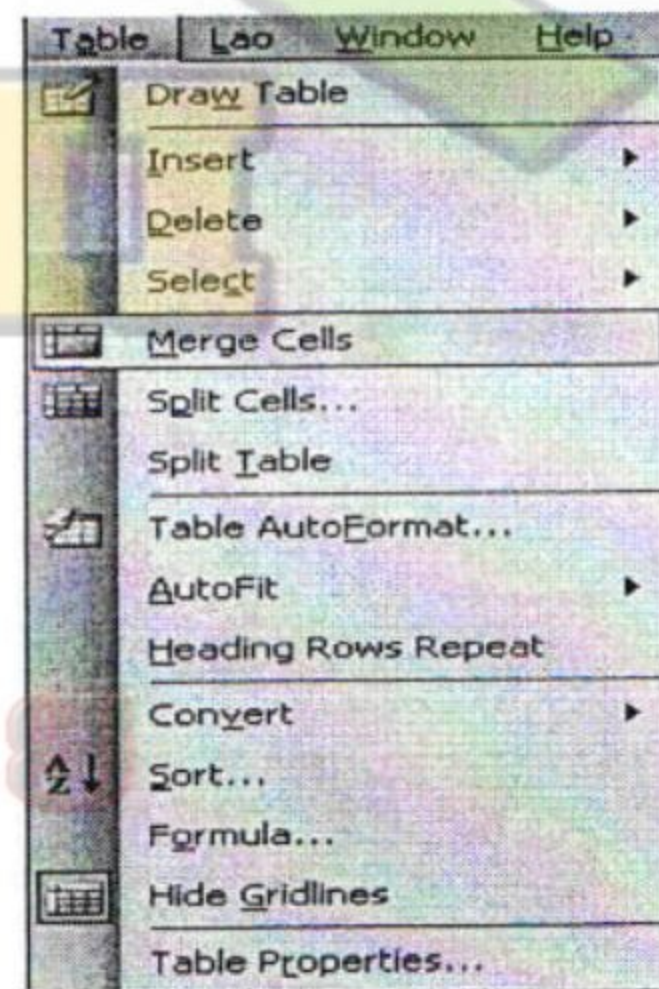 Table Lao Window Help
Draw Table
Insert
Delete
Select
Merge Cells
Split Cells...
Split Table
Table AutoFormat...
AutoFit
Heading Rows Repeat
Convert
Sort...
Formula...
Hide Gridlines
Table Properties...